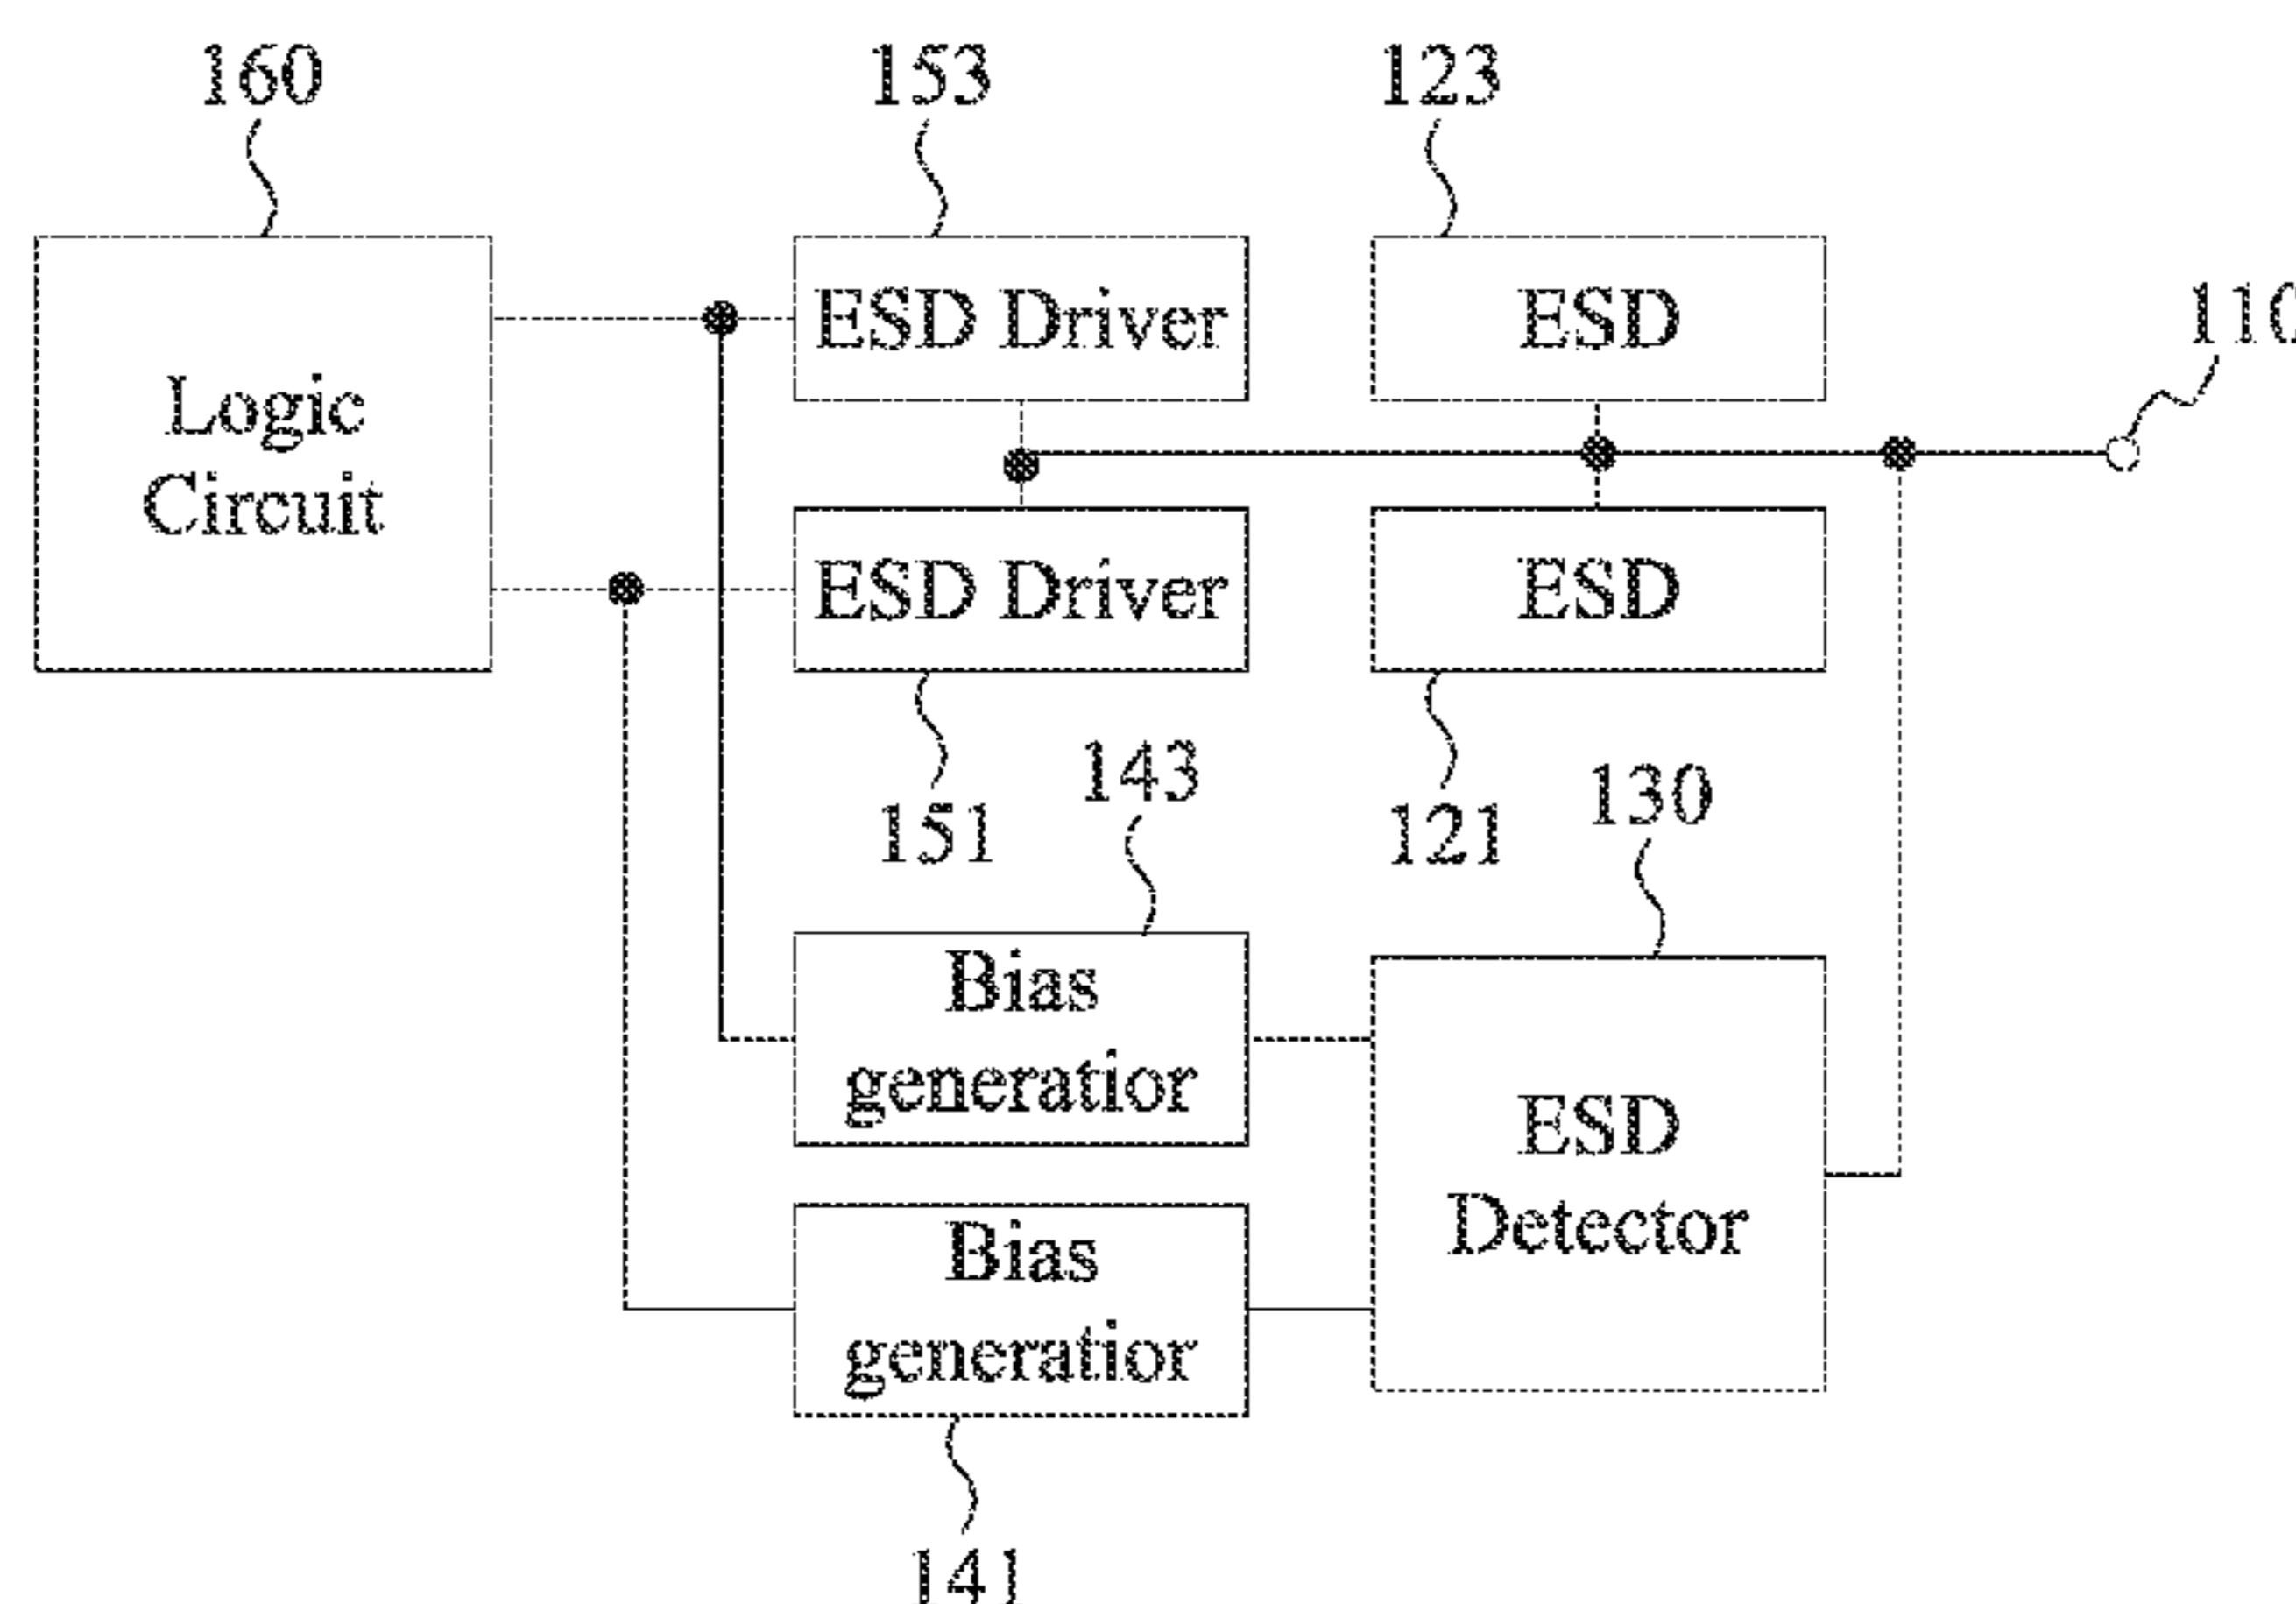 160
153
123
110
ESD Driver
ESD
Logic
Circuit
ESD Driver
ESD
143
130
151
121
Bias
generatior
ESD
Detector
Bias
generatior
141